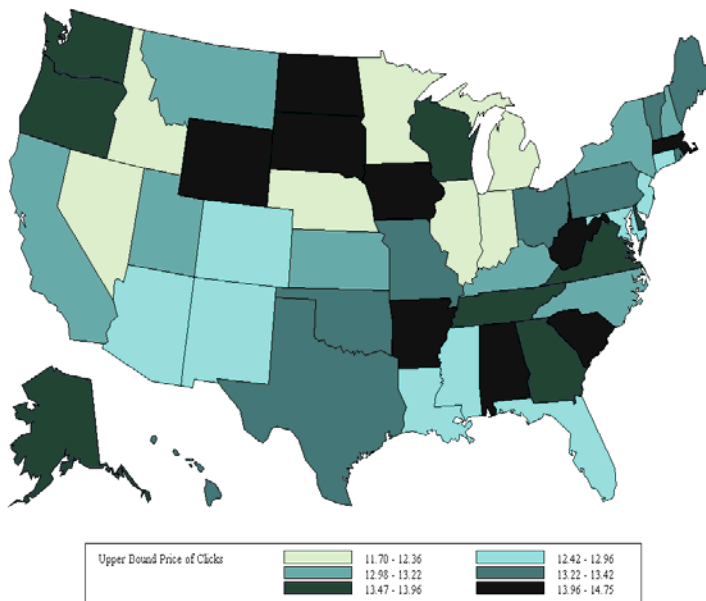 Upper Bound Price of Clicks
11.70 - 12.36
12.42 - 12.96
12.98 - 13.22
13.22 - 13.42
13.47 - 13.96
13.96 - 14.75